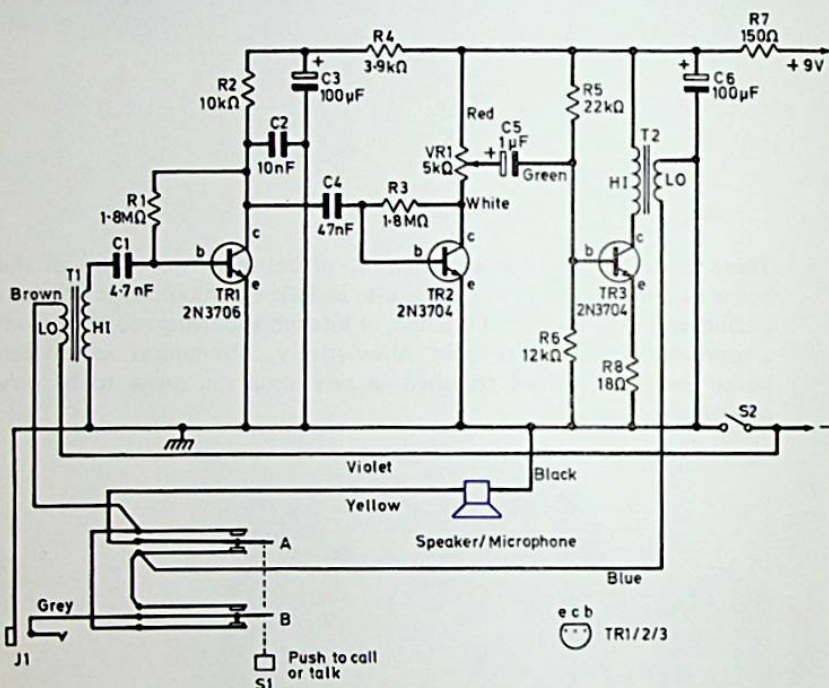 R7
150Ω
+9V
R4
3·9kΩ
R2
10kΩ
+
C3
100µF
+
C6
100µF
R5
22kΩ
Red
C5
1µF
T2
C2
10nF
VR1
5kΩ
+
Green
HI
LO
R1
1·8MΩ
C4
47nF
R3
1·8MΩ
White
C1
4·7nF
b
c
e
TR1
2N3706
b
c
e
TR2
2N3704
b
c
e
TR3
2N3704
Brown
T1
LO
HI
R6
12kΩ
R8
18Ω
S2
−
Violet
Black
Yellow
Speaker/Microphone
A
Blue
Grey
B
e c b
TR1/2/3
J1
Push to call
or talk
S1